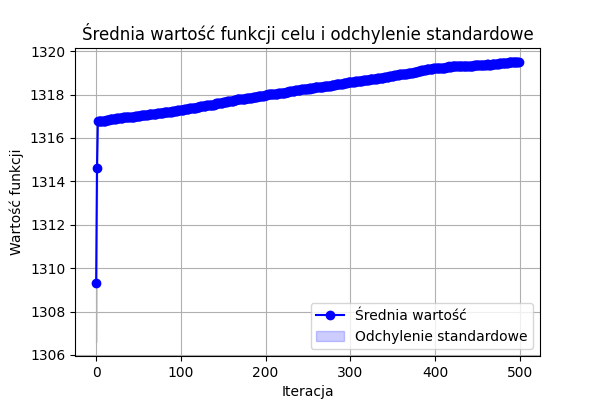 Średnia wartość funkcji celu i odchylenie standardowe
1320
1318
1316
1314
1312
1310
1308
1306
Wartość funkcji
Średnia wartość
Odchylenie standardowe
0 100 200 300 400 500
Iteracja